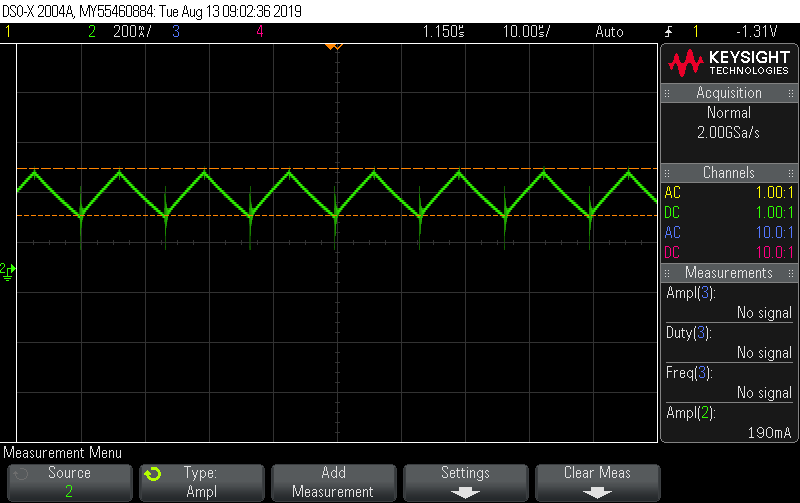 DSO-X 2004A, MY55460884: Tue Aug 13 09:02:36 2019
1 2 200%/ 3 4 1.150s 10.00s/ Auto 1 -1.31V
KEYSIGHT
TECHNOLOGIES
Acquisition
Normal
2.00GSa/s
Channels
AC 1.00:1
DC 1.00:1
AC 10.0:1
DC 10.0:1
Measurements
Ampl(3):
No signal
Duty(3):
No signal
Freq(3):
No signal
Ampl(2):
190mA
2
Measurement Menu
Source
2
Type:
Ampl
Add
Measurement
Settings
Clear Meas